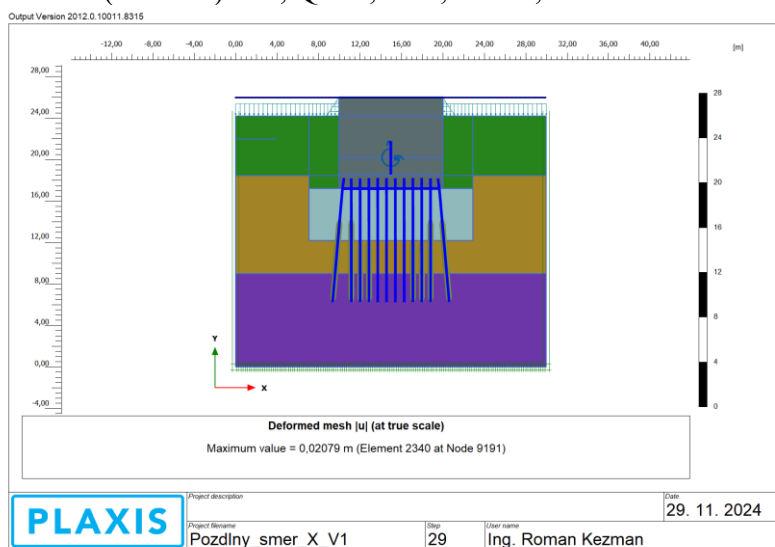 Output Version 2012.0.10011.8315
-12,00 -8,00 -4,00 0,00 4,00 8,00 12,00 16,00 20,00 24,00 28,00 32,00 36,00 40,00
[m]
28,00
24,00
20,00
16,00
12,00
8,00
4,00
0,00
-4,00
28
24
20
16
12
8
4
0
Y
X
Deformed mesh |u| (at true scale)
Maximum value = 0,02079 m (Element 2340 at Node 9191)
PLAXIS
Project description
Date
29. 11. 2024
Project filename
Pozdlny_smer_X_V1
Step
29
User name
Ing. Roman Kezman